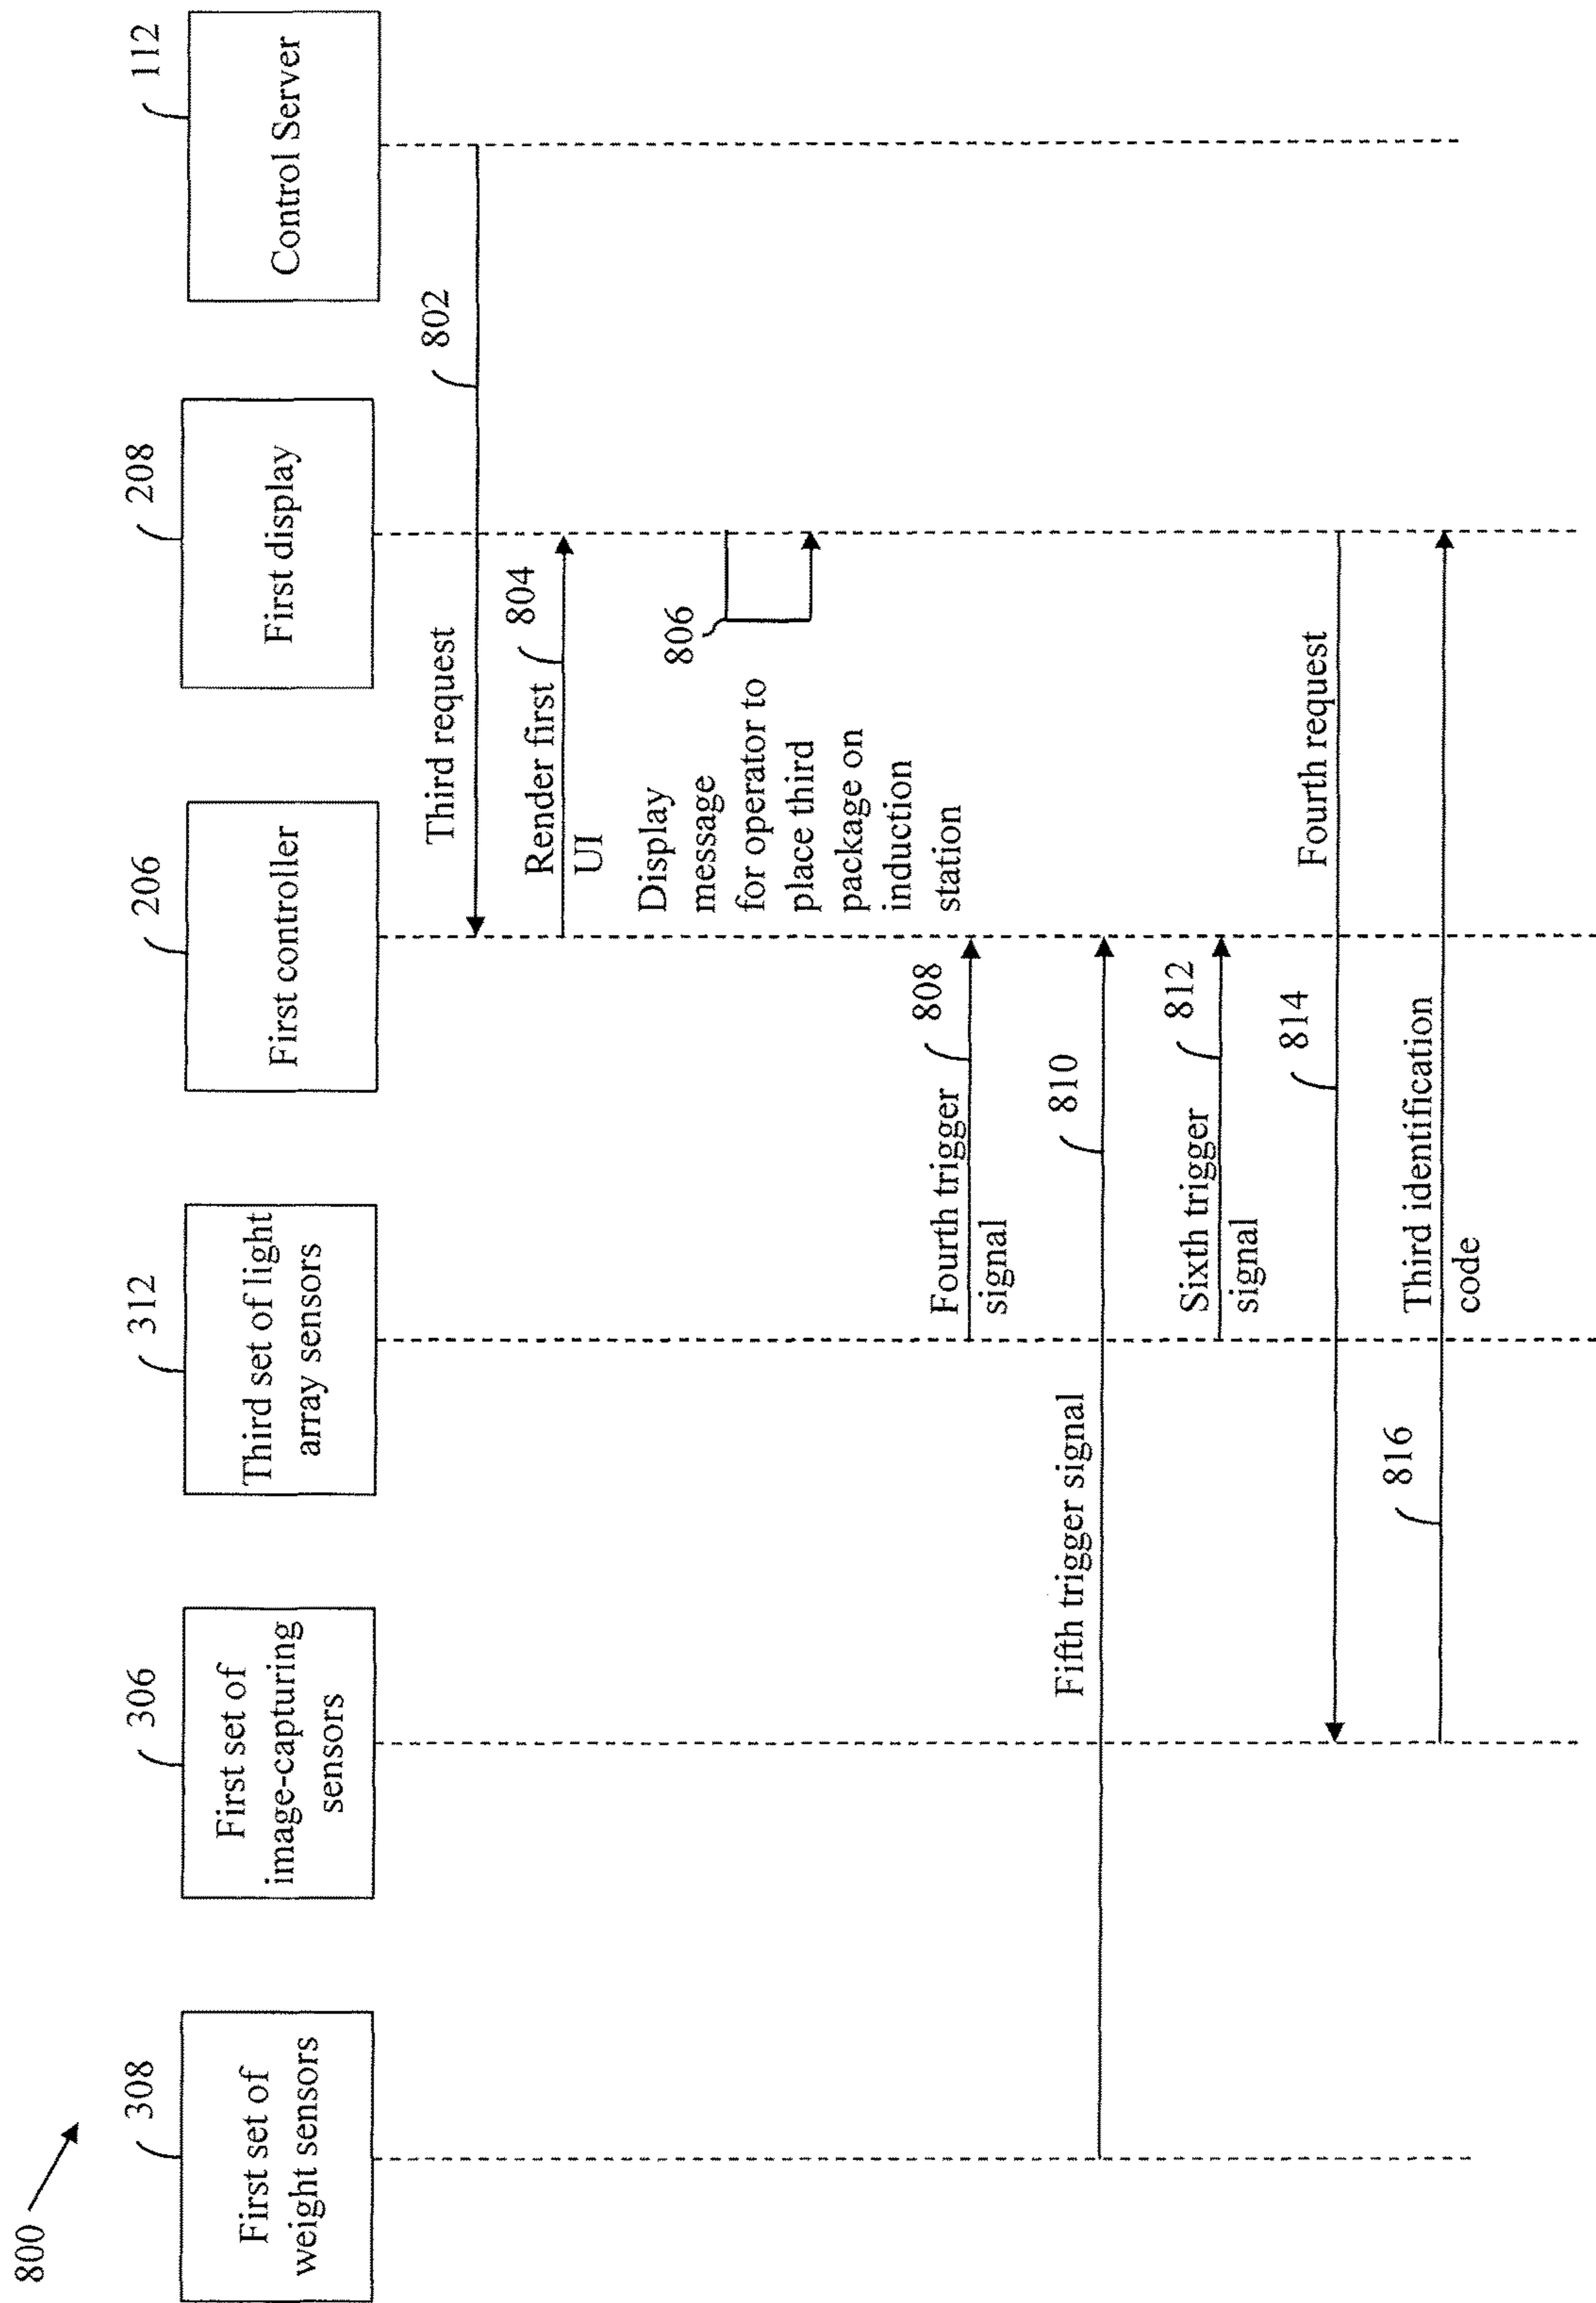 800
308
First set of
weight sensors
306
First set of
image-capturing
sensors
312
Third set of light
array sensors
206
First controller
208
First display
112
Control Server
Third request
802
Render first
UI
804
Display
message
for operator to
place third
package on
induction
station
806
Fourth trigger
signal
808
Fifth trigger signal
810
Sixth trigger
signal
812
814
Fourth request
816
Third identification
code